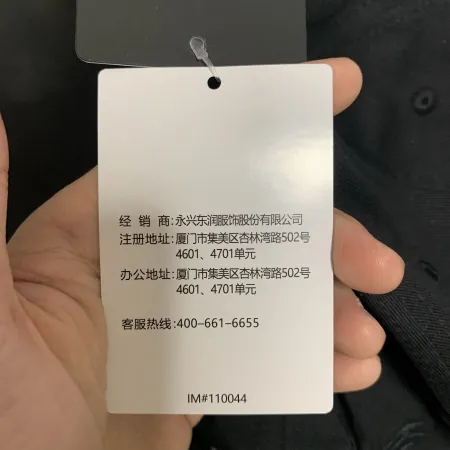 经 销 商:永兴东润服饰股份有限公司
注册地址:厦门市集美区杏林湾路502号
4601、4701单元
办公地址:厦门市集美区杏林湾路502号
4601、4701单元
客服热线:400-661-6655
IM#110044